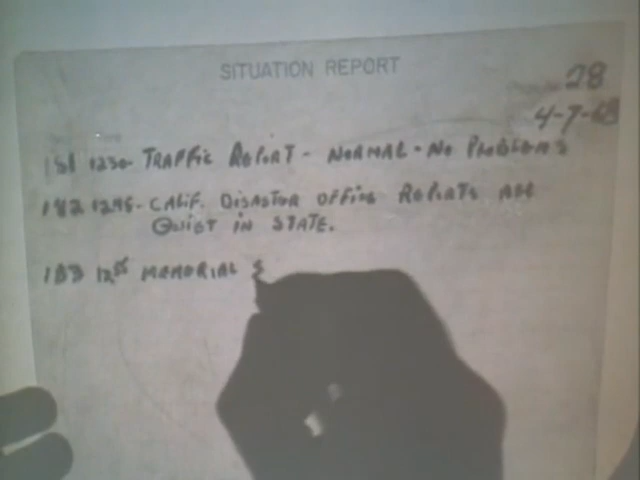 SITUATION REPORT
28
4-7-68
181 1230- TRAFFIC REPORT - NORMAL - NO PROBLEMS
182 1245- CALIF. DISASTER OFFICE REPORTS ALL
QUIET IN STATE.
183 1255 MEMORIAL S